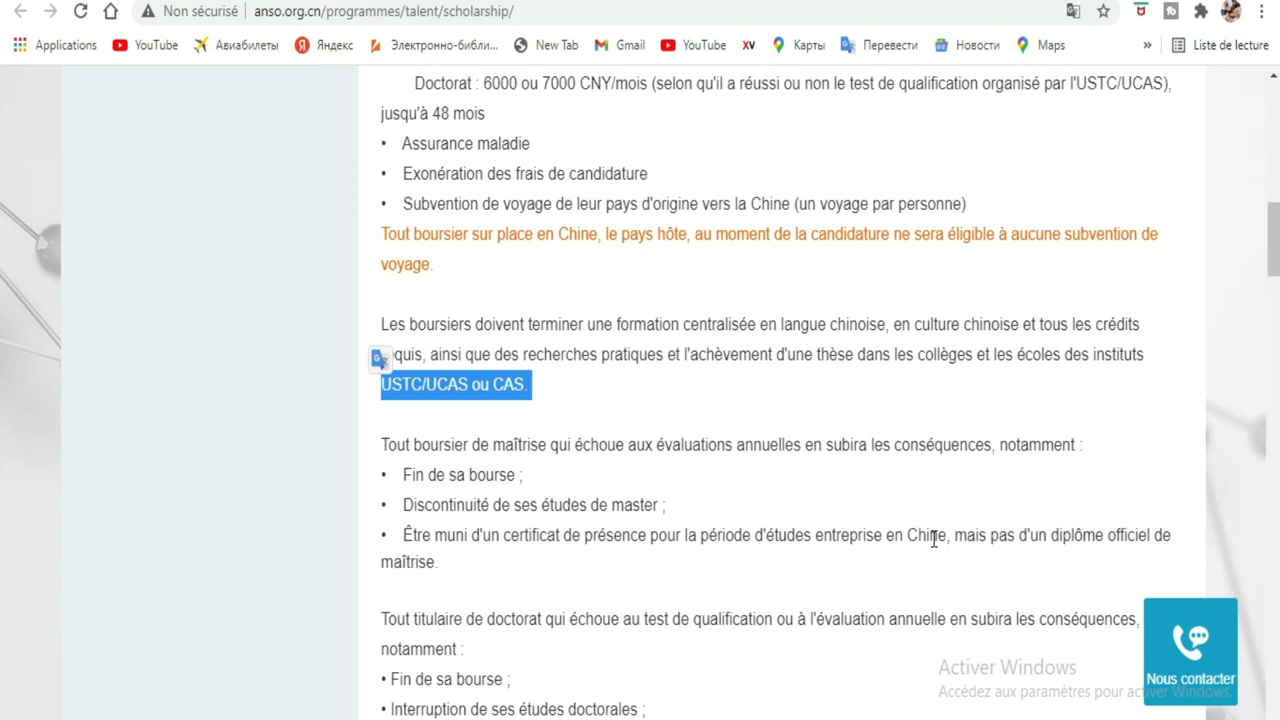 Non sécurisé anso.org.cn/programmes/talent/scholarship/
Applications YouTube Авиабилеты Яндекс Электронно-библи... New Tab Gmail YouTube XV Карты Перевести Новости Maps » Liste de lecture
Doctorat : 6000 ou 7000 CNY/mois (selon qu'il a réussi ou non le test de qualification organisé par l'USTC/UCAS),
jusqu'à 48 mois
• Assurance maladie
• Exonération des frais de candidature
• Subvention de voyage de leur pays d'origine vers la Chine (un voyage par personne)
Tout boursier sur place en Chine, le pays hôte, au moment de la candidature ne sera éligible à aucune subvention de
voyage.
Les boursiers doivent terminer une formation centralisée en langue chinoise, en culture chinoise et tous les crédits
equis, ainsi que des recherches pratiques et l'achèvement d'une thèse dans les collèges et les écoles des instituts
USTC/UCAS ou CAS.
Tout boursier de maîtrise qui échoue aux évaluations annuelles en subira les conséquences, notamment :
• Fin de sa bourse ;
• Discontinuité de ses études de master ;
• Être muni d'un certificat de présence pour la période d'études entreprise en Chine, mais pas d'un diplôme officiel de
maîtrise.
Tout titulaire de doctorat qui échoue au test de qualification ou à l'évaluation annuelle en subira les conséquences,
notamment :
• Fin de sa bourse ;
• Interruption de ses études doctorales ;
Nous contacter
Activer Windows
Accédez aux paramètres pour activer Windows.